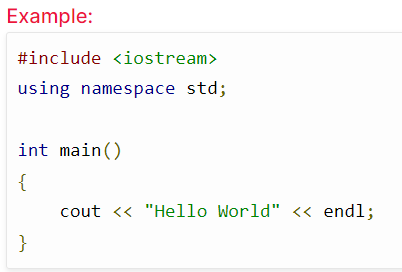 Example:
#include <iostream>
using namespace std;
int main()
{
    cout << "Hello World" << endl;
}